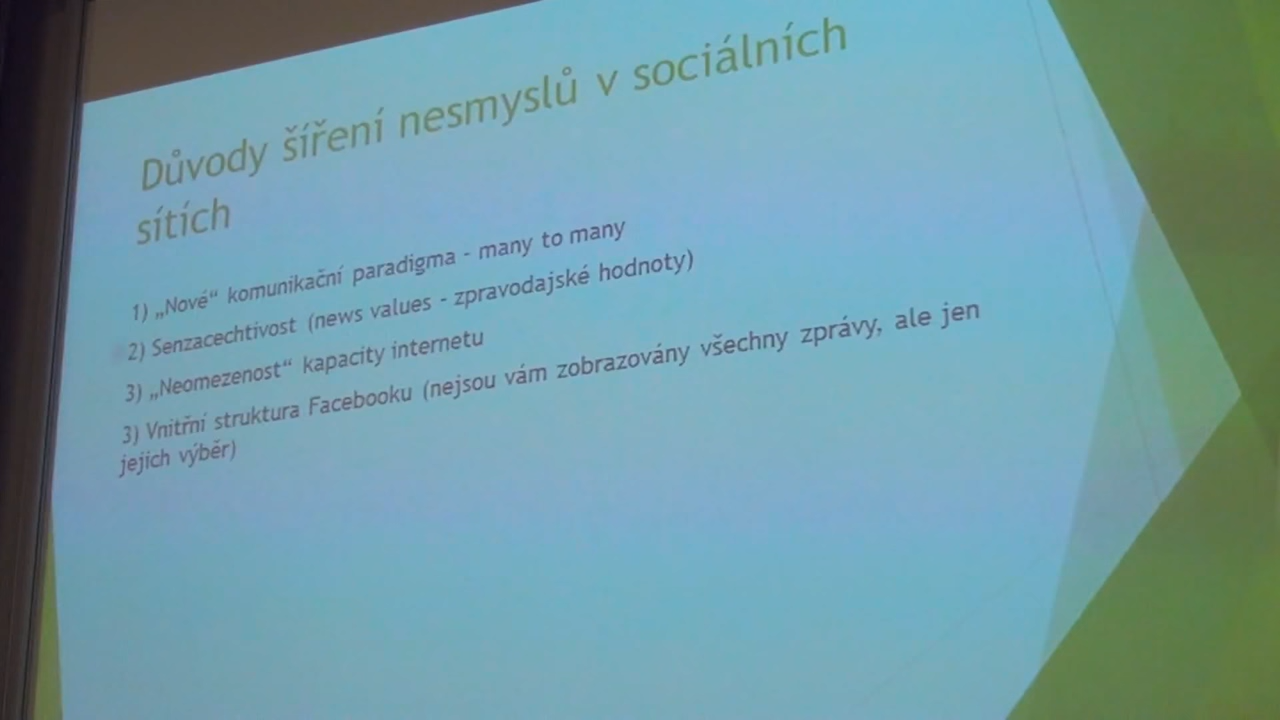 Důvody šíření nesmyslů v sociálních
sítích
1) „Nové“ komunikační paradigma - many to many
2) Senzacechtivost (news values - zpravodajské hodnoty)
3) „Neomezenost“ kapacity internetu
3) Vnitřní struktura Facebooku (nejsou vám zobrazovány všechny zprávy, ale jen
jejich výběr)